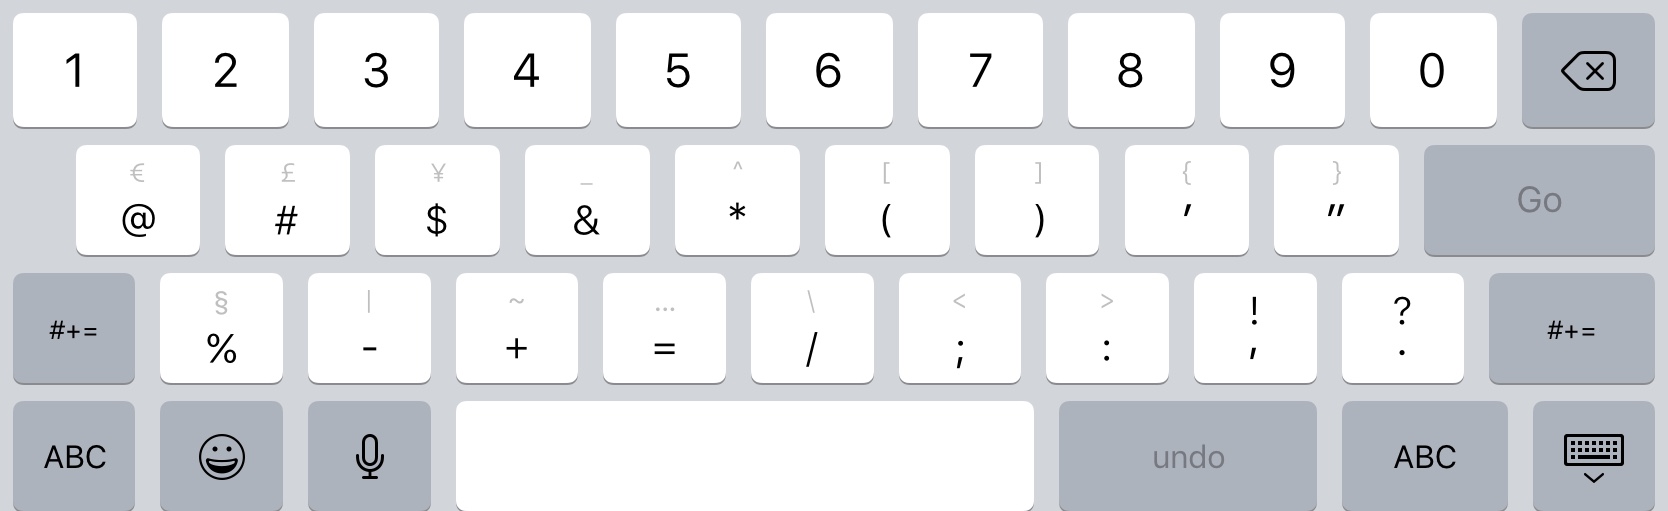 1 2 3 4 5 6 7 8 9 0
€ £ ¥ _ ^ [ ] { }
@ # $ & * ( ) ' " Go
§ | ~ … \ < > ! ?
#+= % - + = / ; : , . #+=
ABC undo ABC